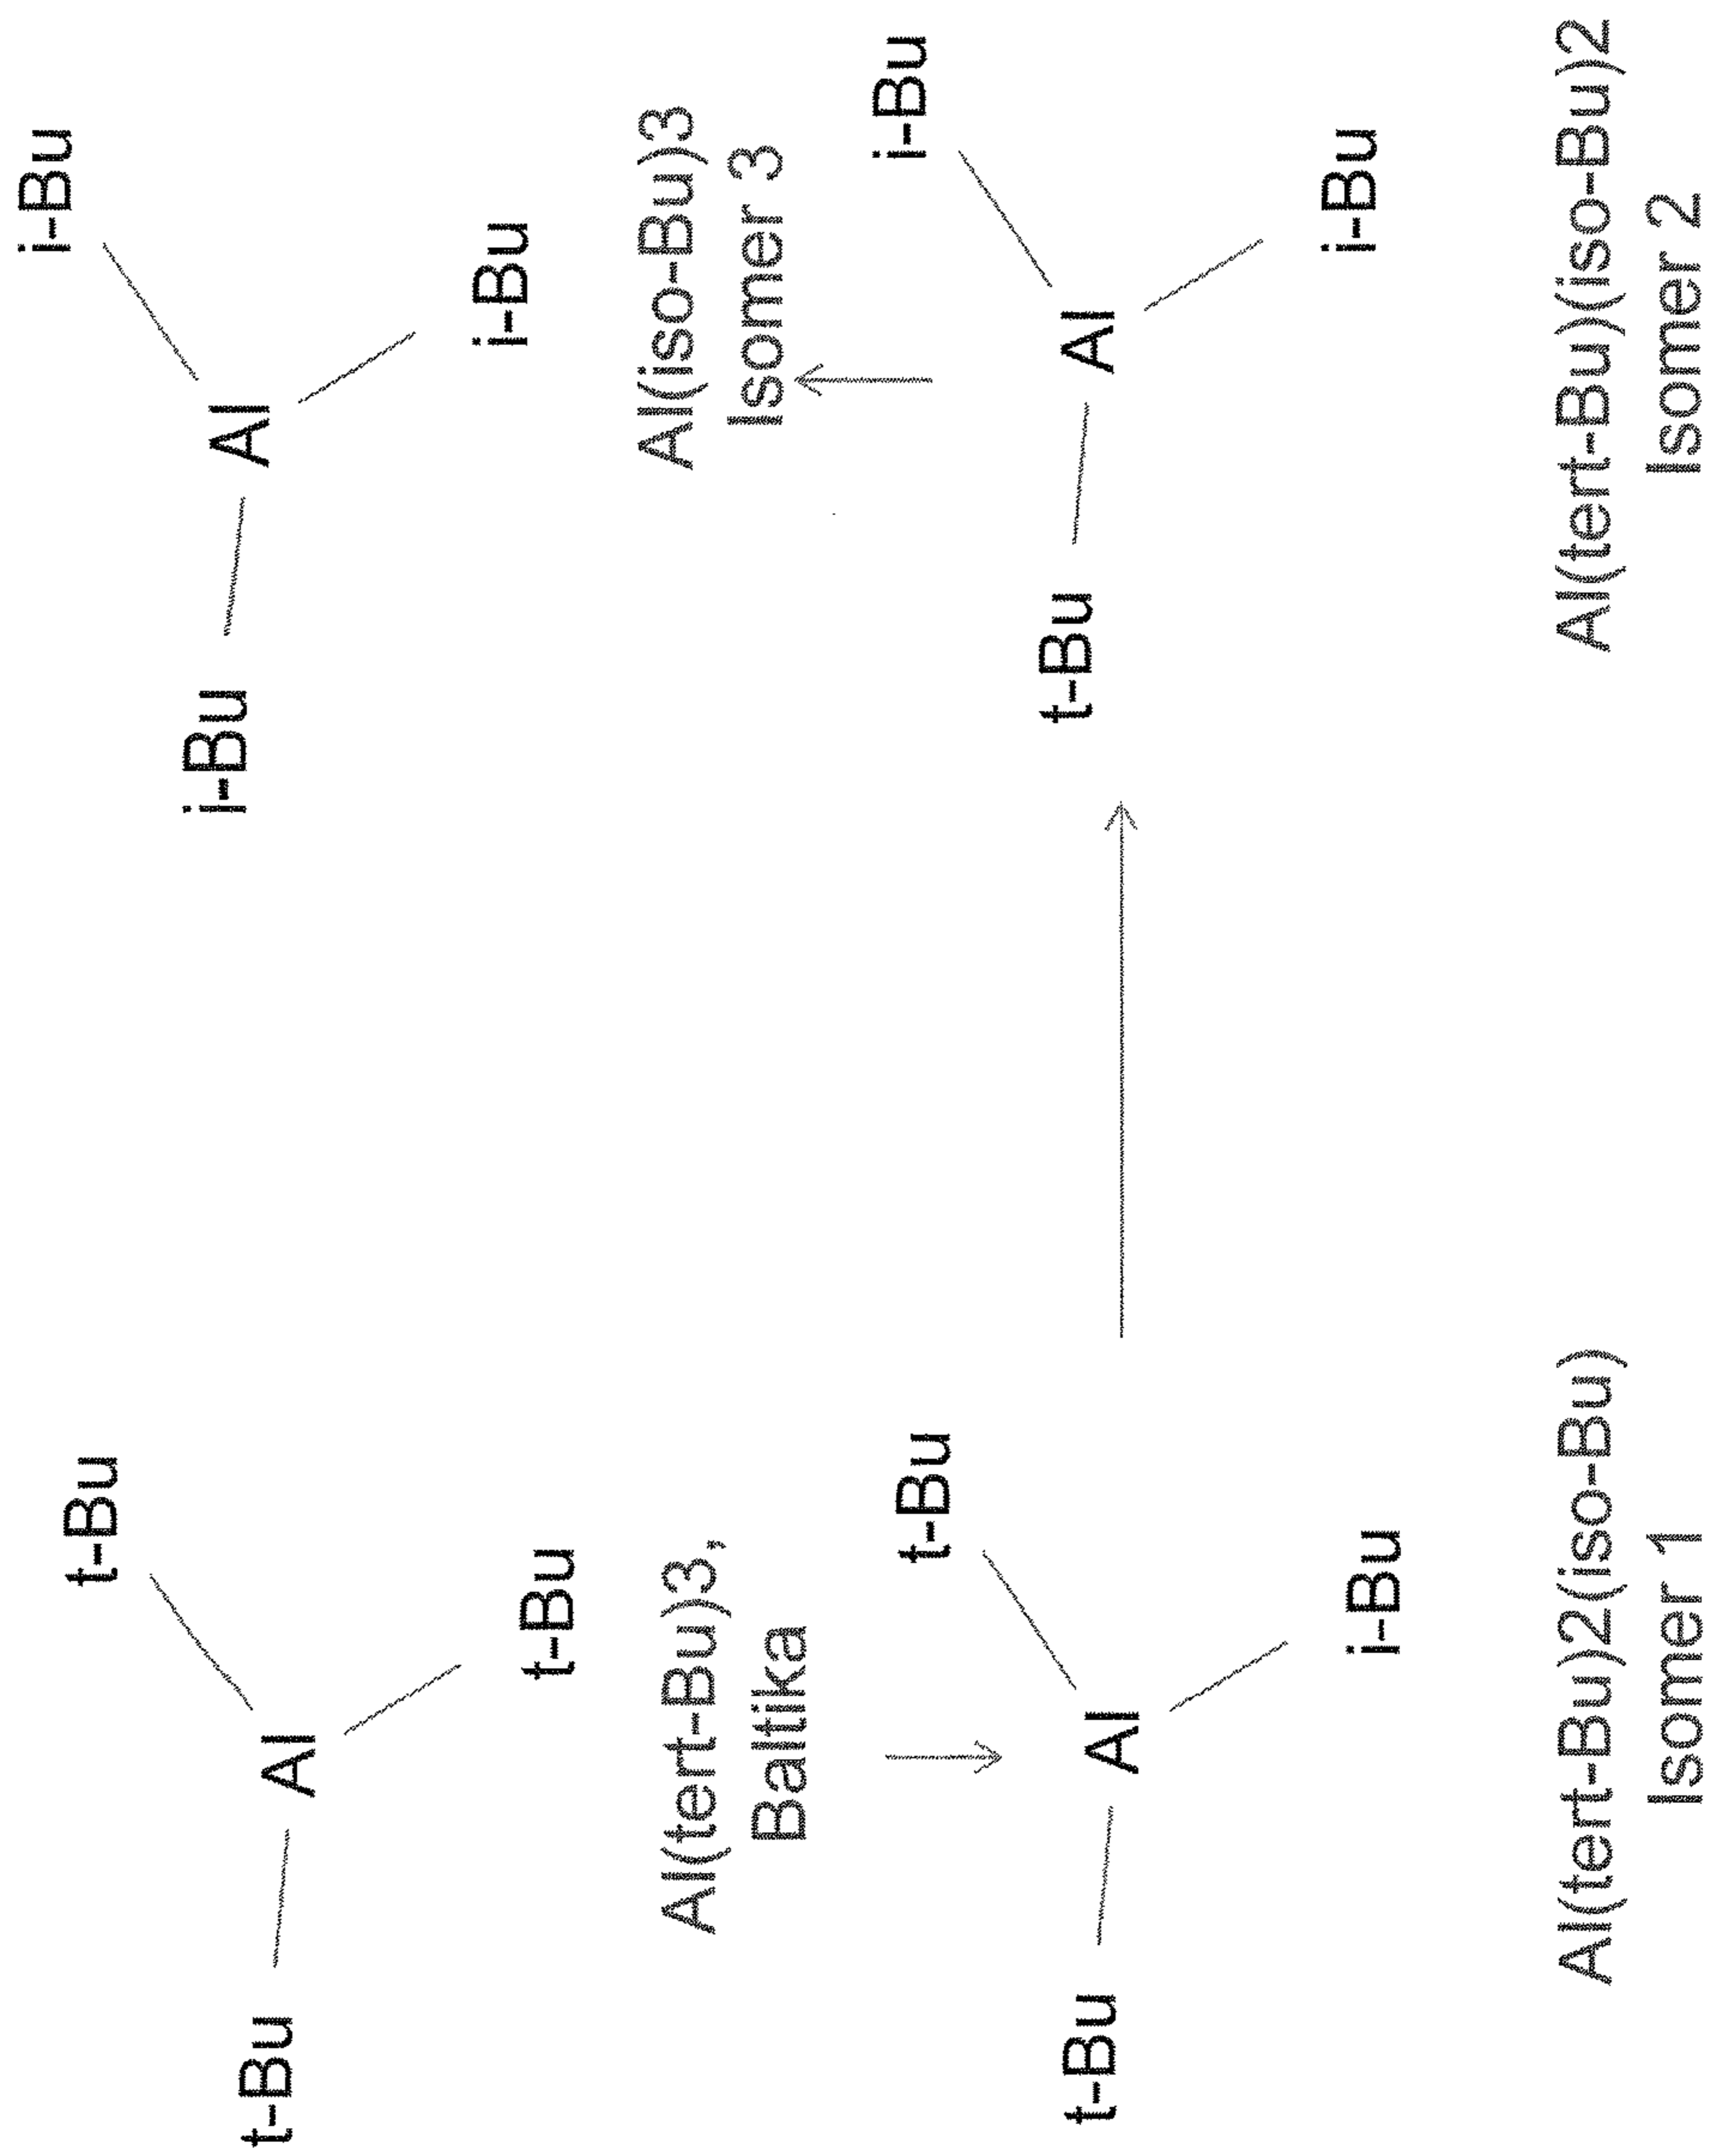 t-Bu
t-Bu
Al
t-Bu
Al(tert-Bu)3,
Baltika
i-Bu
i-Bu
Al
i-Bu
Al(iso-Bu)3
Isomer 3
t-Bu
t-Bu
Al
i-Bu
Al(tert-Bu)2(iso-Bu)
Isomer 1
i-Bu
t-Bu
Al
i-Bu
Al(tert-Bu)(iso-Bu)2
Isomer 2